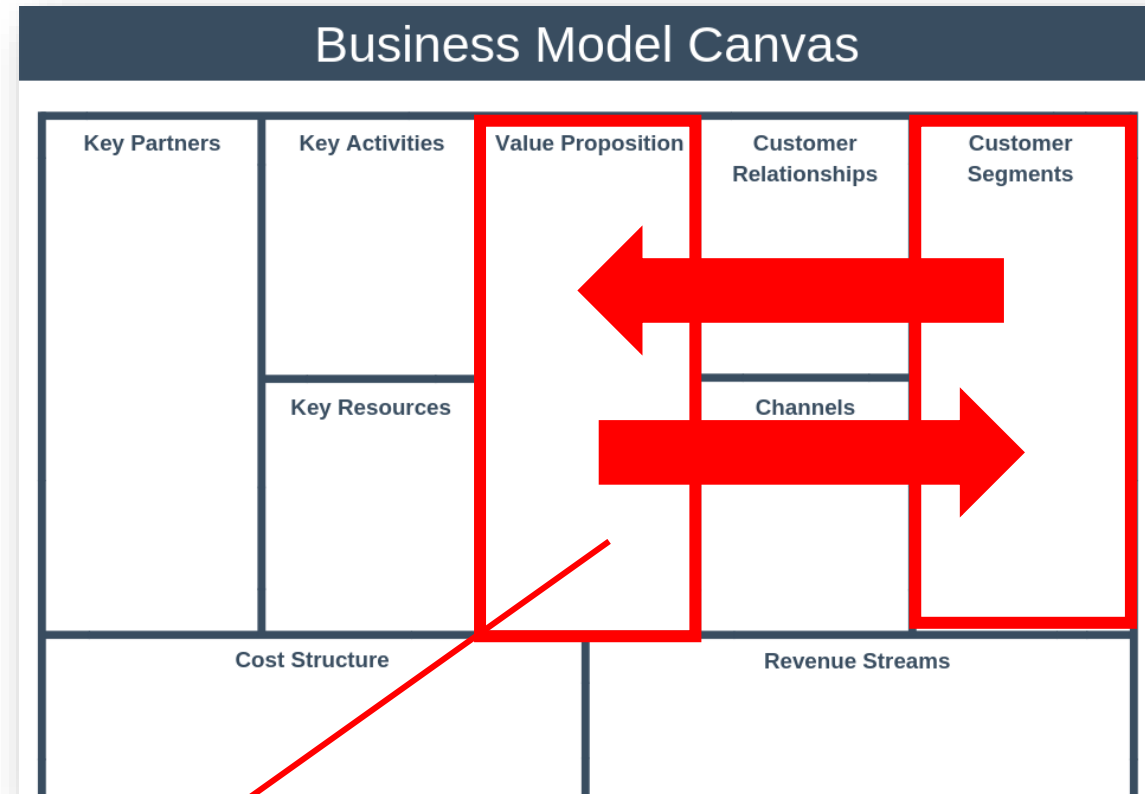 Business Model Canvas
Key Partners
Key Activities
Value Proposition
Customer
Relationships
Customer
Segments
Key Resources
Channels
Cost Structure
Revenue Streams